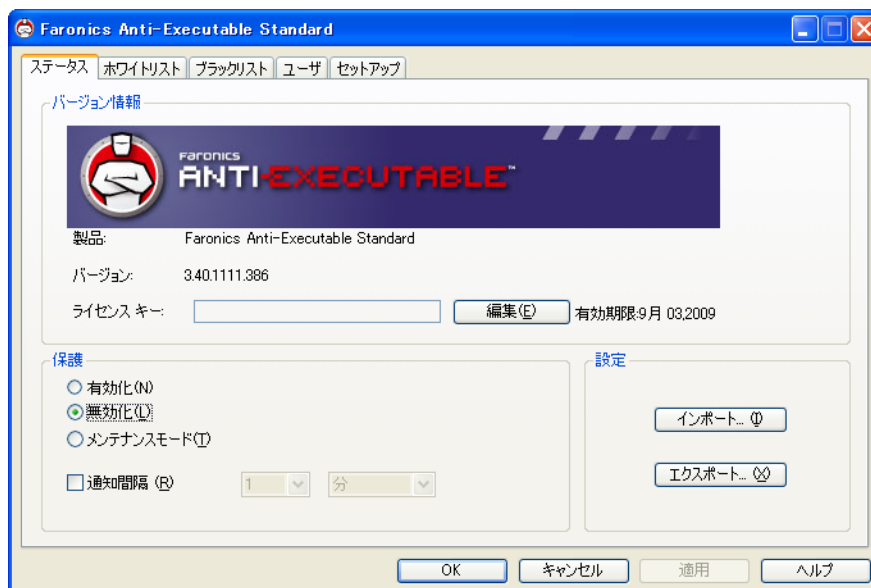 Faronics Anti-Executable Standard
ステータス ホワイトリスト ブラックリスト ユーザ セットアップ
バージョン情報
FARONICS
ANTI-EXECUTABLE™
製品: Faronics Anti-Executable Standard
バージョン: 3.40.1111.386
ライセンス キー: 編集(E) 有効期限:9月 03,2009
保護
有効化(N)
無効化(L)
メンテナンスモード(T)
通知間隔 (R) 1 分
設定
インポート... (I)
エクスポート... (X)
OK キャンセル 適用 ヘルプ